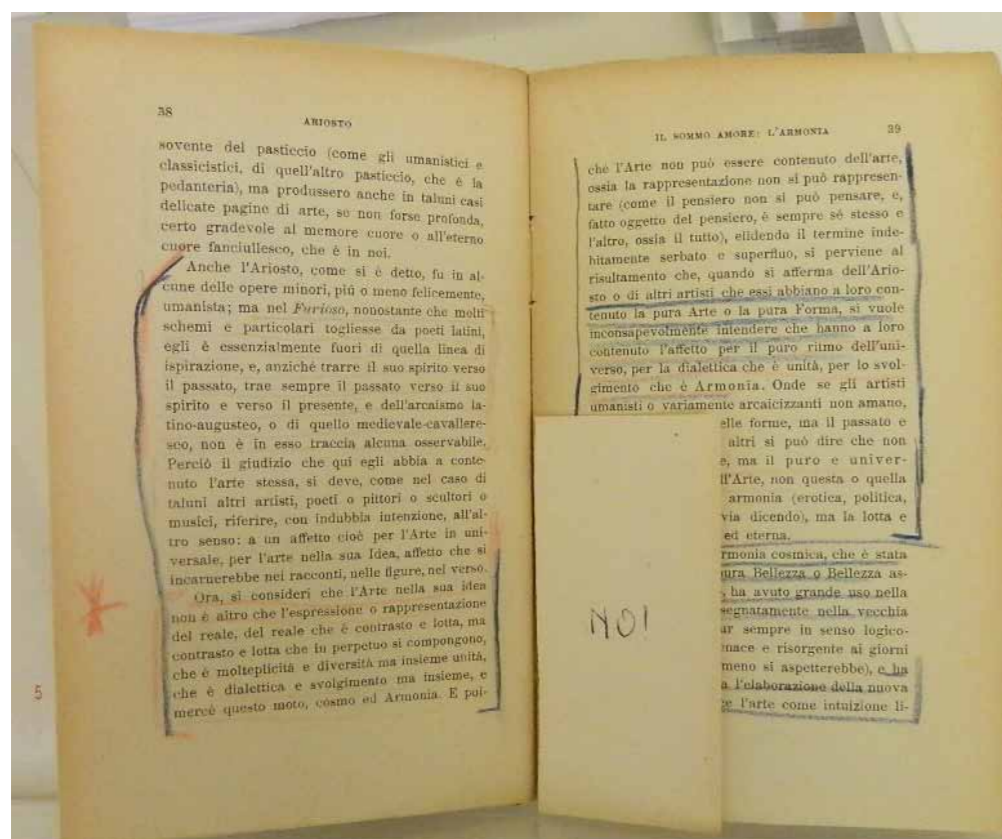 38
ARIOSTO
sovente del pasticcio (come gli umanistici e
classicistici, di quell'altro pasticcio, che è la
pedanteria), ma produssero anche in taluni casi
delicate pagine di arte, se non forse profonda,
certo gradevole al memore cuore o all'eterno
cuore fanciullesco, che è in noi.
Anche l'Ariosto, come si è detto, fu in al-
cune delle opere minori, piú o meno felicemente,
umanista; ma nel Furioso, nonostante che molti
schemi e particolari togliesse da poeti latini,
egli è essenzialmente fuori di quella linea di
ispirazione, e, anziché trarre il suo spirito verso
il passato, trae sempre il passato verso il suo
spirito e verso il presente, e dell'arcaismo la-
tino-augusteo, o di quello medievale-cavallere-
sco, non è in esso traccia alcuna osservabile.
Perciò il giudizio che qui egli abbia a conte-
nuto l'arte stessa, si deve, come nel caso di
taluni altri artisti, poeti o pittori o scultori o
musici, riferire, con indubbia intenzione, all'al-
tro senso: a un affetto cioè per l'Arte in uni-
versale, per l'arte nella sua Idea, affetto che si
incarnerebbe nei racconti, nelle figure, nel verso.
Ora, si consideri che l'Arte nella sua idea
non è altro che l'espressione o rappresentazione
del reale, del reale che è contrasto e lotta, ma
contrasto e lotta che in perpetuo si compongono,
che è molteplicità e diversità ma insieme unità,
che è dialettica e svolgimento ma insieme, e
mercé questo moto, cosmo ed Armonia. E poi-
5
IL SOMMO AMORE: L'ARMONIA 39
che l'Arte non può essere contenuto dell'arte,
ossia la rappresentazione non si può rappresen-
tare (come il pensiero non si può pensare, e,
fatto oggetto del pensiero, è sempre sé stesso e
l'altro, ossia il tutto), elidendo il termine inde-
bitamente serbato e superfluo, si perviene al
risultamento che, quando si afferma dell'Ario-
sto o di altri artisti che essi abbiano a loro con-
tenuto la pura Arte o la pura Forma, si vuole
inconsapevolmente intendere che hanno a loro
contenuto l'affetto per il puro ritmo dell'uni-
verso, per la dialettica che è unità, per lo svol-
gimento che è Armonia. Onde se gli artisti
umanisti o variamente arcaicizzanti non amano,
elle forme, ma il passato e
altri si può dire che non
e, ma il puro e univer-
ll'Arte, non questa o quella
armonia (erotica, politica,
via dicendo), ma la lotta e
ed eterna.
rmonia cosmica, che è stata
pura Bellezza o Bellezza as-
, ha avuto grande uso nella
segnatamente nella vecchia
ur sempre in senso logico-
enace e risorgente ai giorni
meno si aspetterebbe), e ha
a l'elaborazione della nuova
ge l'arte come intuizione li-
NO!